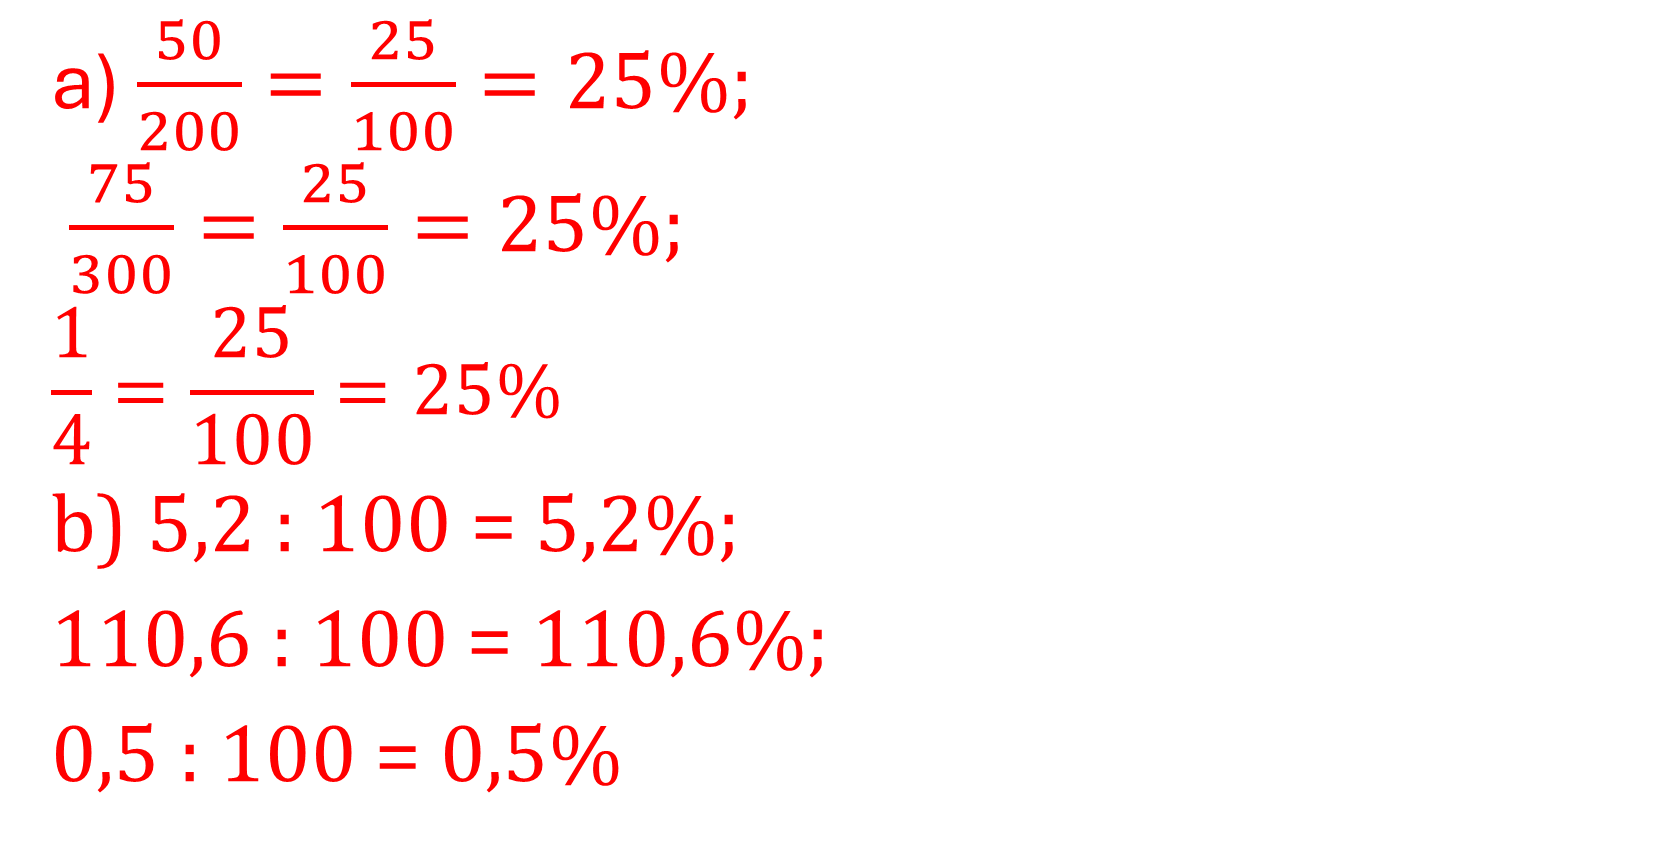 a) 50/200 = 25/100 = 25%;
75/300 = 25/100 = 25%;
1/4 = 25/100 = 25%
b) 5,2 : 100 = 5,2%;
110,6 : 100 = 110,6%;
0,5 : 100 = 0,5%